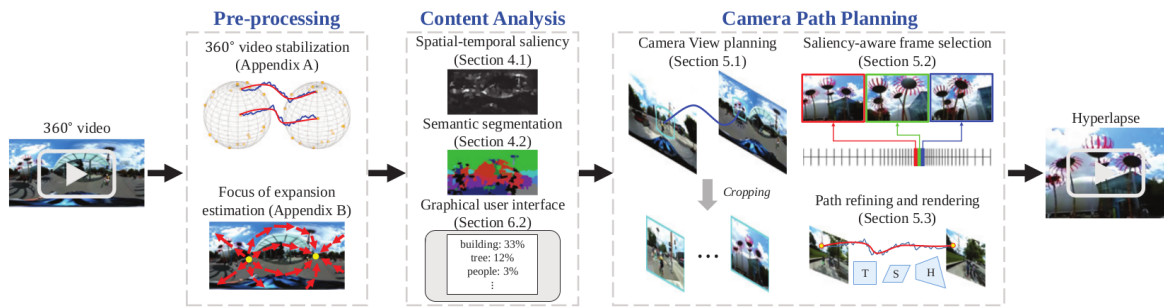 Pre-processing
Content Analysis
Camera Path Planning
360° video
360° video stabilization
(Appendix A)
Focus of expansion
estimation (Appendix B)
Spatial-temporal saliency
(Section 4.1)
Semantic segmentation
(Section 4.2)
Graphical user interface
(Section 6.2)
building: 33%
tree: 12%
people: 3%
⋮
Camera View planning
(Section 5.1)
Cropping
...
Saliency-aware frame selection
(Section 5.2)
Path refining and rendering
(Section 5.3)
T
S
H
Hyperlapse